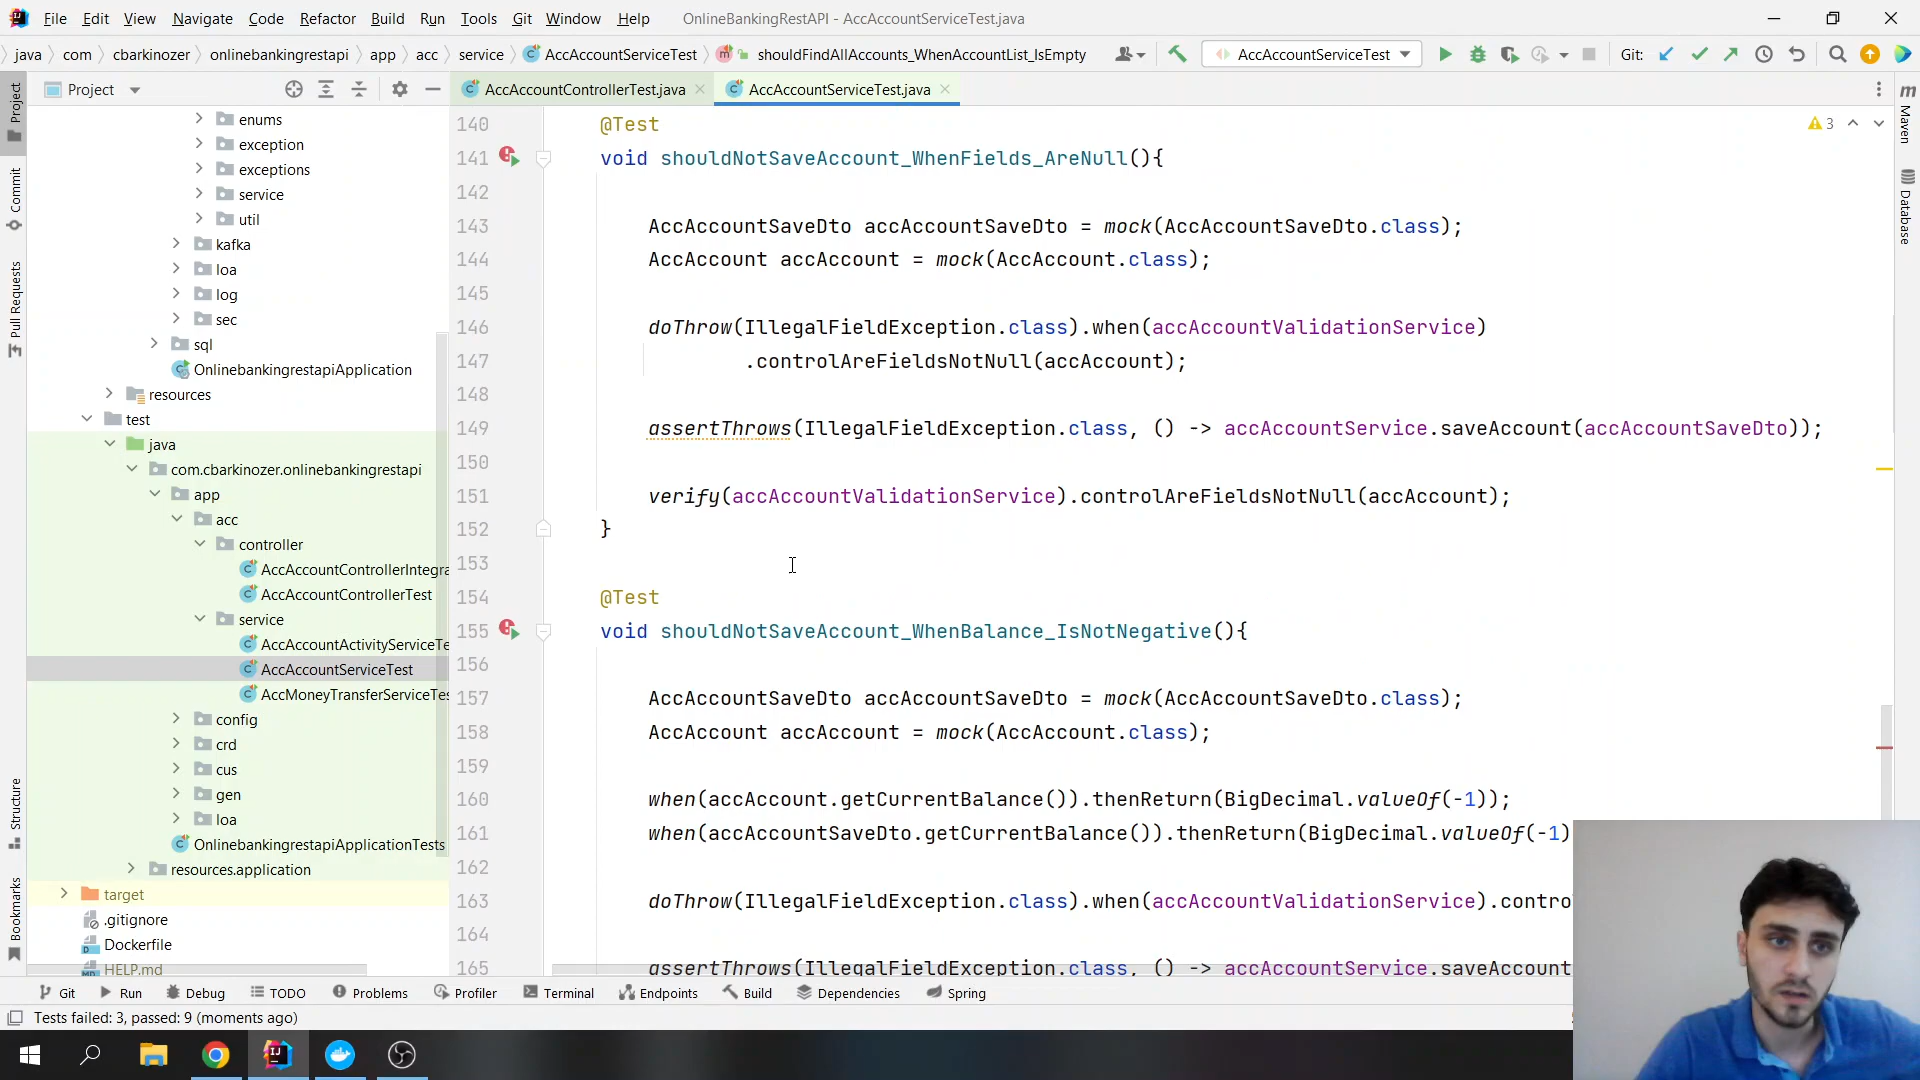 File Edit View Navigate Code Refactor Build Run Tools Git Window Help OnlineBankingRestAPI - AccAccountServiceTest.java
java com cbarkinozer onlinebankingrestapi app acc service AccAccountServiceTest shouldFindAllAccounts_WhenAccountList_IsEmpty AccAccountServiceTest Git:
Project
AccAccountControllerTest.java AccAccountServiceTest.java
Project
Commit
Pull Requests
Structure
Bookmarks
enums
exception
exceptions
service
util
kafka
loa
log
sec
sql
OnlinebankingrestapiApplication
resources
test
java
com.cbarkinozer.onlinebankingrestapi
app
acc
controller
AccAccountControllerIntegra
AccAccountControllerTest
service
AccAccountActivityServiceTe
AccAccountServiceTest
AccMoneyTransferServiceTes
config
crd
cus
gen
loa
OnlinebankingrestapiApplicationTests
resources.application
target
.gitignore
Dockerfile
HELP.md
140 @Test
141 void shouldNotSaveAccount_WhenFields_AreNull(){
142
143 AccAccountSaveDto accAccountSaveDto = mock(AccAccountSaveDto.class);
144 AccAccount accAccount = mock(AccAccount.class);
145
146 doThrow(IllegalFieldException.class).when(accAccountValidationService)
147 .controlAreFieldsNotNull(accAccount);
148
149 assertThrows(IllegalFieldException.class, () -> accAccountService.saveAccount(accAccountSaveDto));
150
151 verify(accAccountValidationService).controlAreFieldsNotNull(accAccount);
152 }
153
154 @Test
155 void shouldNotSaveAccount_WhenBalance_IsNotNegative(){
156
157 AccAccountSaveDto accAccountSaveDto = mock(AccAccountSaveDto.class);
158 AccAccount accAccount = mock(AccAccount.class);
159
160 when(accAccount.getCurrentBalance()).thenReturn(BigDecimal.valueOf(-1));
161 when(accAccountSaveDto.getCurrentBalance()).thenReturn(BigDecimal.valueOf(-1)
162
163 doThrow(IllegalFieldException.class).when(accAccountValidationService).contro
164
165 assertThrows(IllegalFieldException.class, () -> accAccountService.saveAccount
3
Maven
Database
Git Run Debug TODO Problems Profiler Terminal Endpoints Build Dependencies Spring
Tests failed: 3, passed: 9 (moments ago)